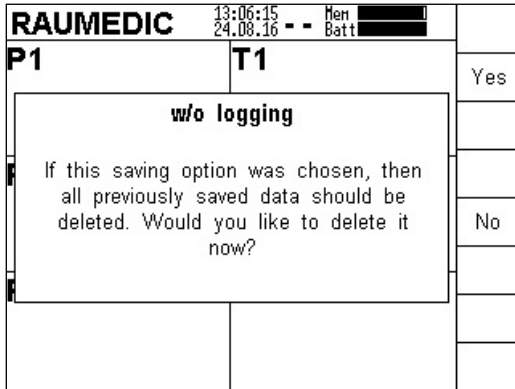 RAUMEDIC 13:06:15 Mem
24.08.16 - - Batt
P1 T1
Yes
w/o logging
If this saving option was chosen, then
all previously saved data should be
deleted. Would you like to delete it
now?
No